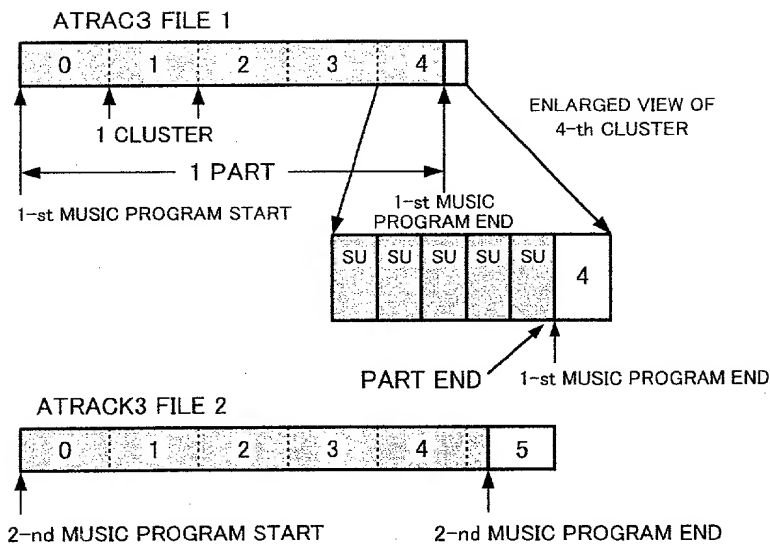 ATRAC3 FILE 1
0 1 2 3 4
1 CLUSTER
ENLARGED VIEW OF
4-th CLUSTER
1 PART
1-st MUSIC PROGRAM START
1-st MUSIC
PROGRAM END
SU SU SU SU SU 4
PART END
1-st MUSIC PROGRAM END
ATRACK3 FILE 2
0 1 2 3 4 5
2-nd MUSIC PROGRAM START
2-nd MUSIC PROGRAM END